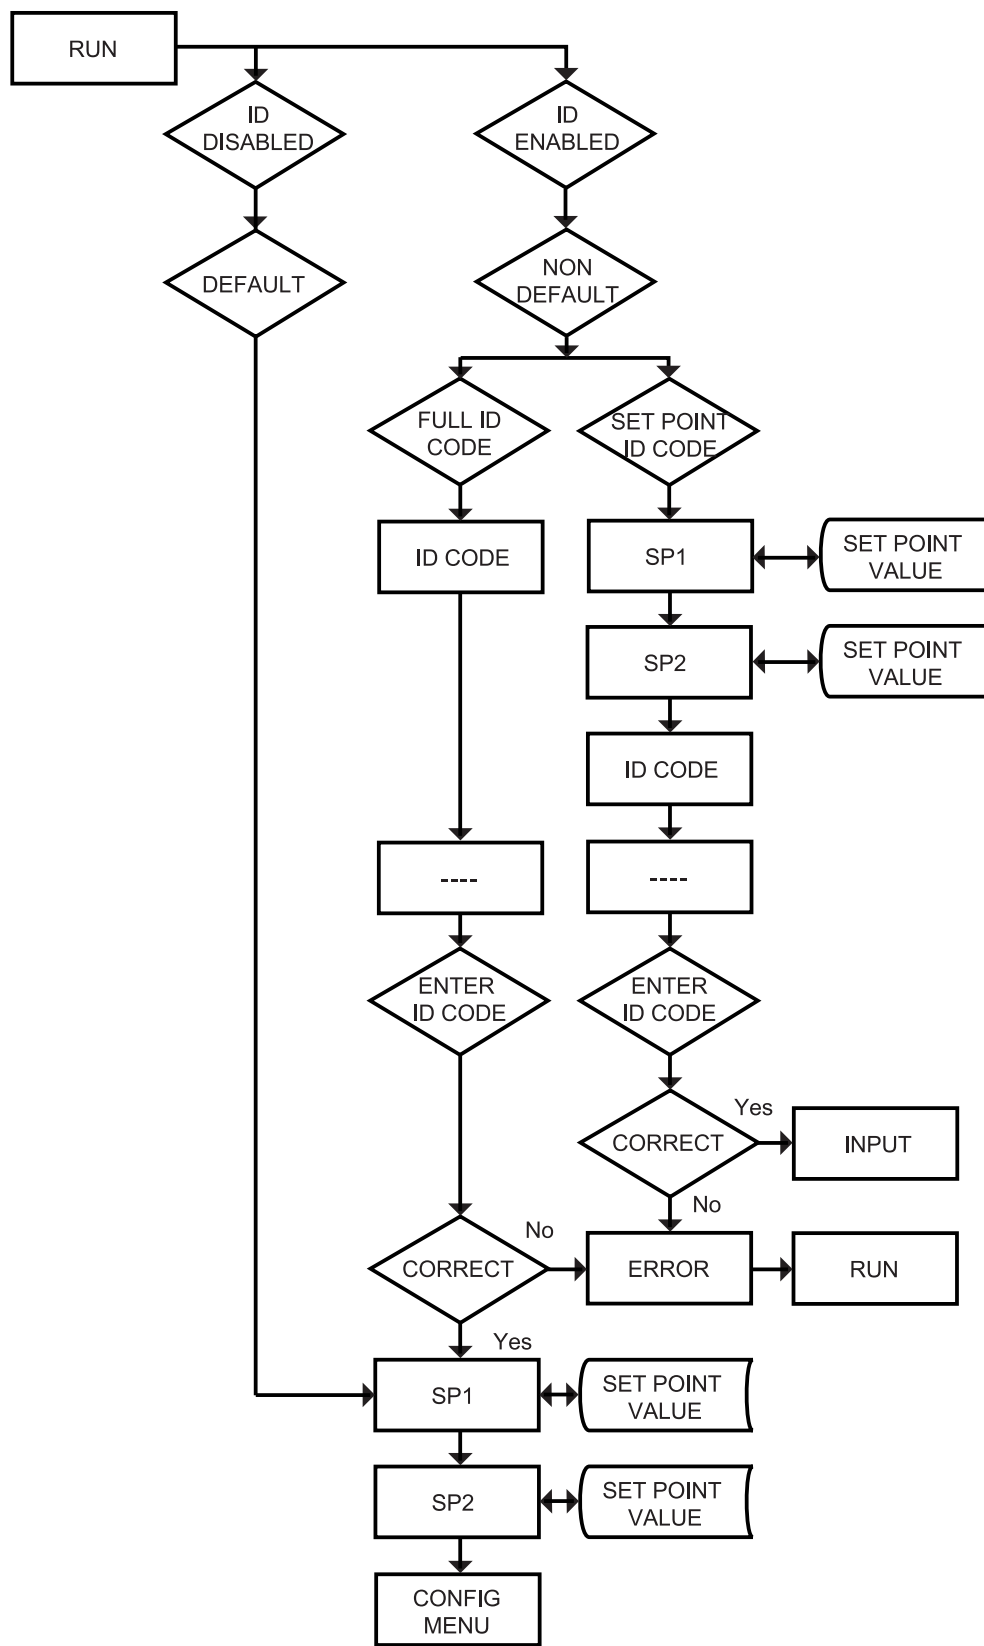 RUN
ID
DISABLED
ID
ENABLED
DEFAULT
NON
DEFAULT
FULL ID
CODE
SET POINT
ID CODE
ID CODE
SP1
SET POINT
VALUE
SP2
SET POINT
VALUE
ID CODE
----
----
ENTER
ID CODE
ENTER
ID CODE
Yes
CORRECT
INPUT
No
No
CORRECT
ERROR
RUN
Yes
SP1
SET POINT
VALUE
SP2
SET POINT
VALUE
CONFIG
MENU